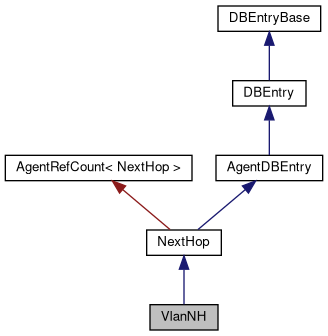 DBEntryBase
DBEntry
AgentRefCount< NextHop >
AgentDBEntry
NextHop
VlanNH